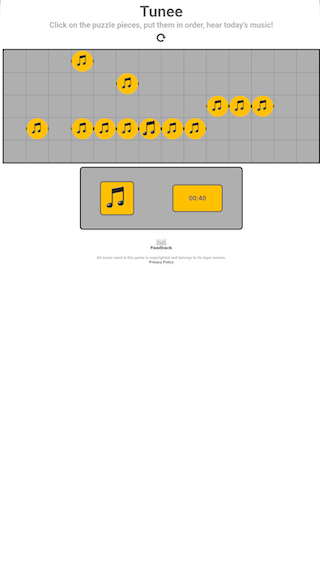 Tunee
Click on the puzzle pieces, put them in order, hear today's music!
00:40
Feedback
All music used in this game is copyrighted and belongs to its legal owners
Privacy Policy